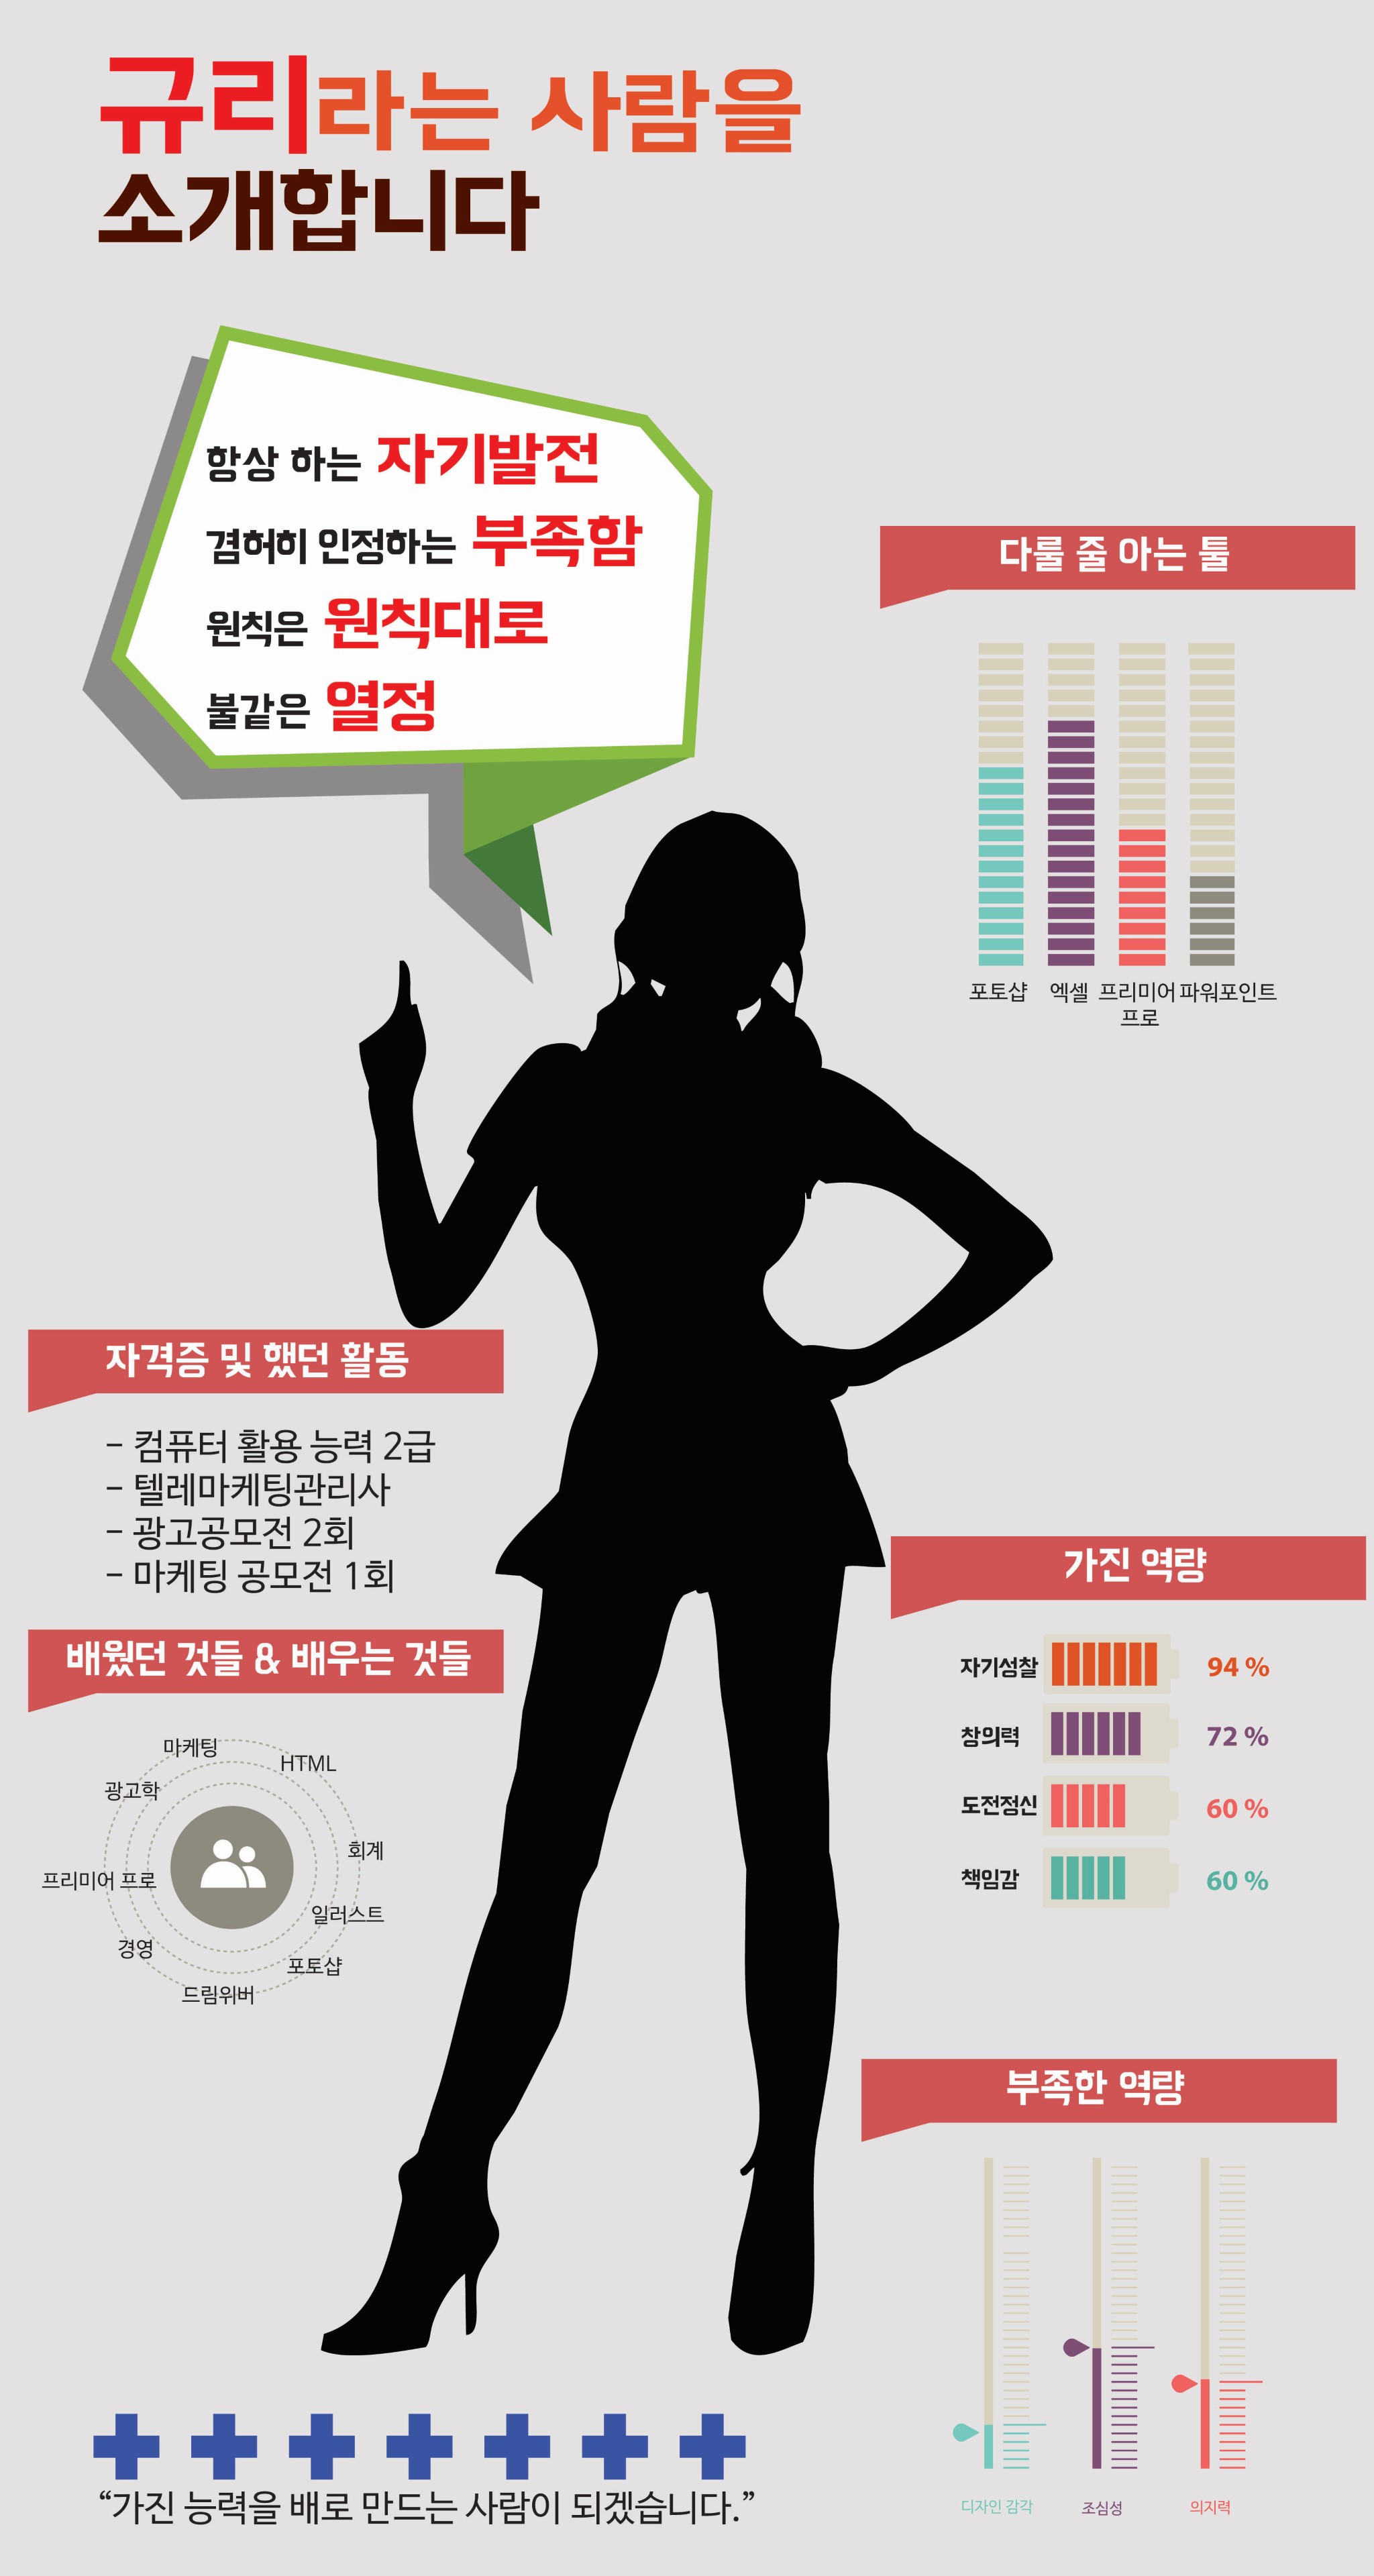 규리라는 사람을
소개합니다
항상 하는 자기발전
겸허히 인정하는 부족함
원칙은 원칙대로
불같은 열정
다룰 줄 아는 툴
포토샵 엑셀 프리미어 프로 파워포인트
자격증 및 했던 활동
- 컴퓨터 활용 능력 2급
- 텔레마케팅관리사
- 광고공모전 2회
- 마케팅 공모전 1회
배웠던 것들 & 배우는 것들
마케팅
HTML
광고학
회계
프리미어 프로
일러스트
경영
포토샵
드림위버
가진 역량
자기성찰 94 %
창의력 72 %
도전정신 60 %
책임감 60 %
부족한 역량
디자인 감각 조심성 의지력
“가진 능력을 배로 만드는 사람이 되겠습니다.”